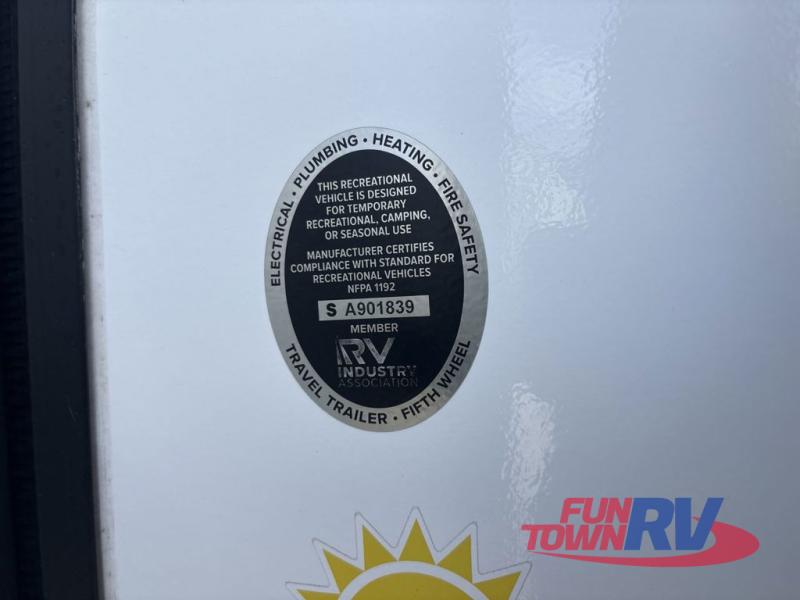 ELECTRICAL • PLUMBING • HEATING • FIRE SAFETY
THIS RECREATIONAL
VEHICLE IS DESIGNED
FOR TEMPORARY
RECREATIONAL, CAMPING,
OR SEASONAL USE
MANUFACTURER CERTIFIES
COMPLIANCE WITH STANDARD FOR
RECREATIONAL VEHICLES
NFPA 1192
S A901839
MEMBER
RV
INDUSTRY
ASSOCIATION
TRAVEL TRAILER • FIFTH WHEEL
FUN
TOWN RV